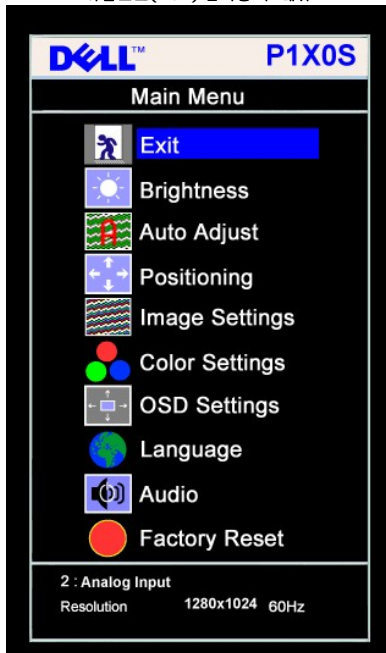 DELL™ P1X0S
Main Menu
Exit
Brightness
Auto Adjust
Positioning
Image Settings
Color Settings
OSD Settings
Language
Audio
Factory Reset
2 : Analog Input
Resolution 1280x1024 60Hz